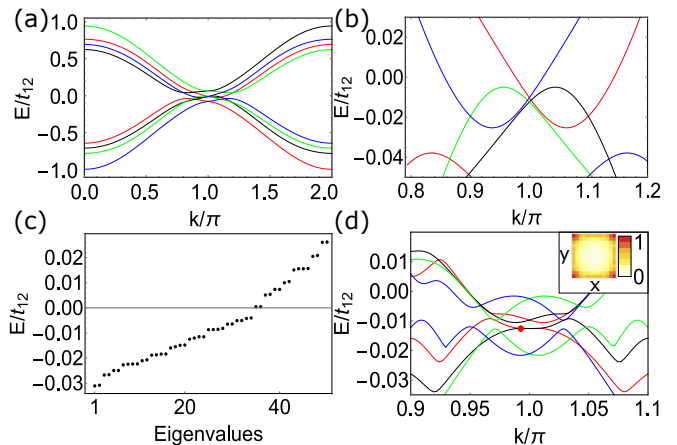 (a)
1.0
0.5
0.0
−0.5
−1.0
E/t12
0.0 0.5 1.0 1.5 2.0
k/π
(b)
0.02
0.00
−0.02
−0.04
E/t12
0.8 0.9 1.0 1.1 1.2
k/π
(c)
0.02
0.01
0.00
−0.01
−0.02
−0.03
E/t12
1 20 40
Eigenvalues
(d)
0.01
0.00
−0.01
−0.02
−0.03
E/t12
0.9 0.95 1.0 1.05 1.1
k/π
y
x
1
0